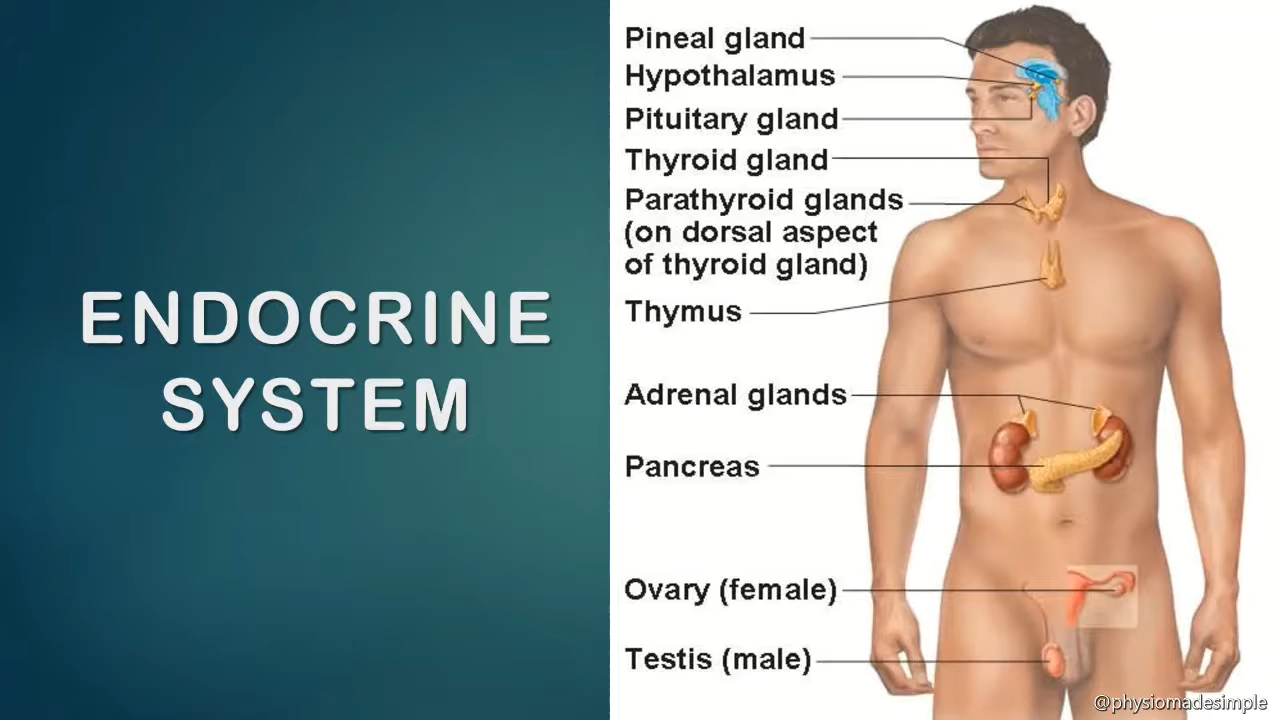 ENDOCRINE
SYSTEM
Pineal gland
Hypothalamus
Pituitary gland
Thyroid gland
Parathyroid glands
(on dorsal aspect
of thyroid gland)
Thymus
Adrenal glands
Pancreas
Ovary (female)
Testis (male)
@physiomadesimple